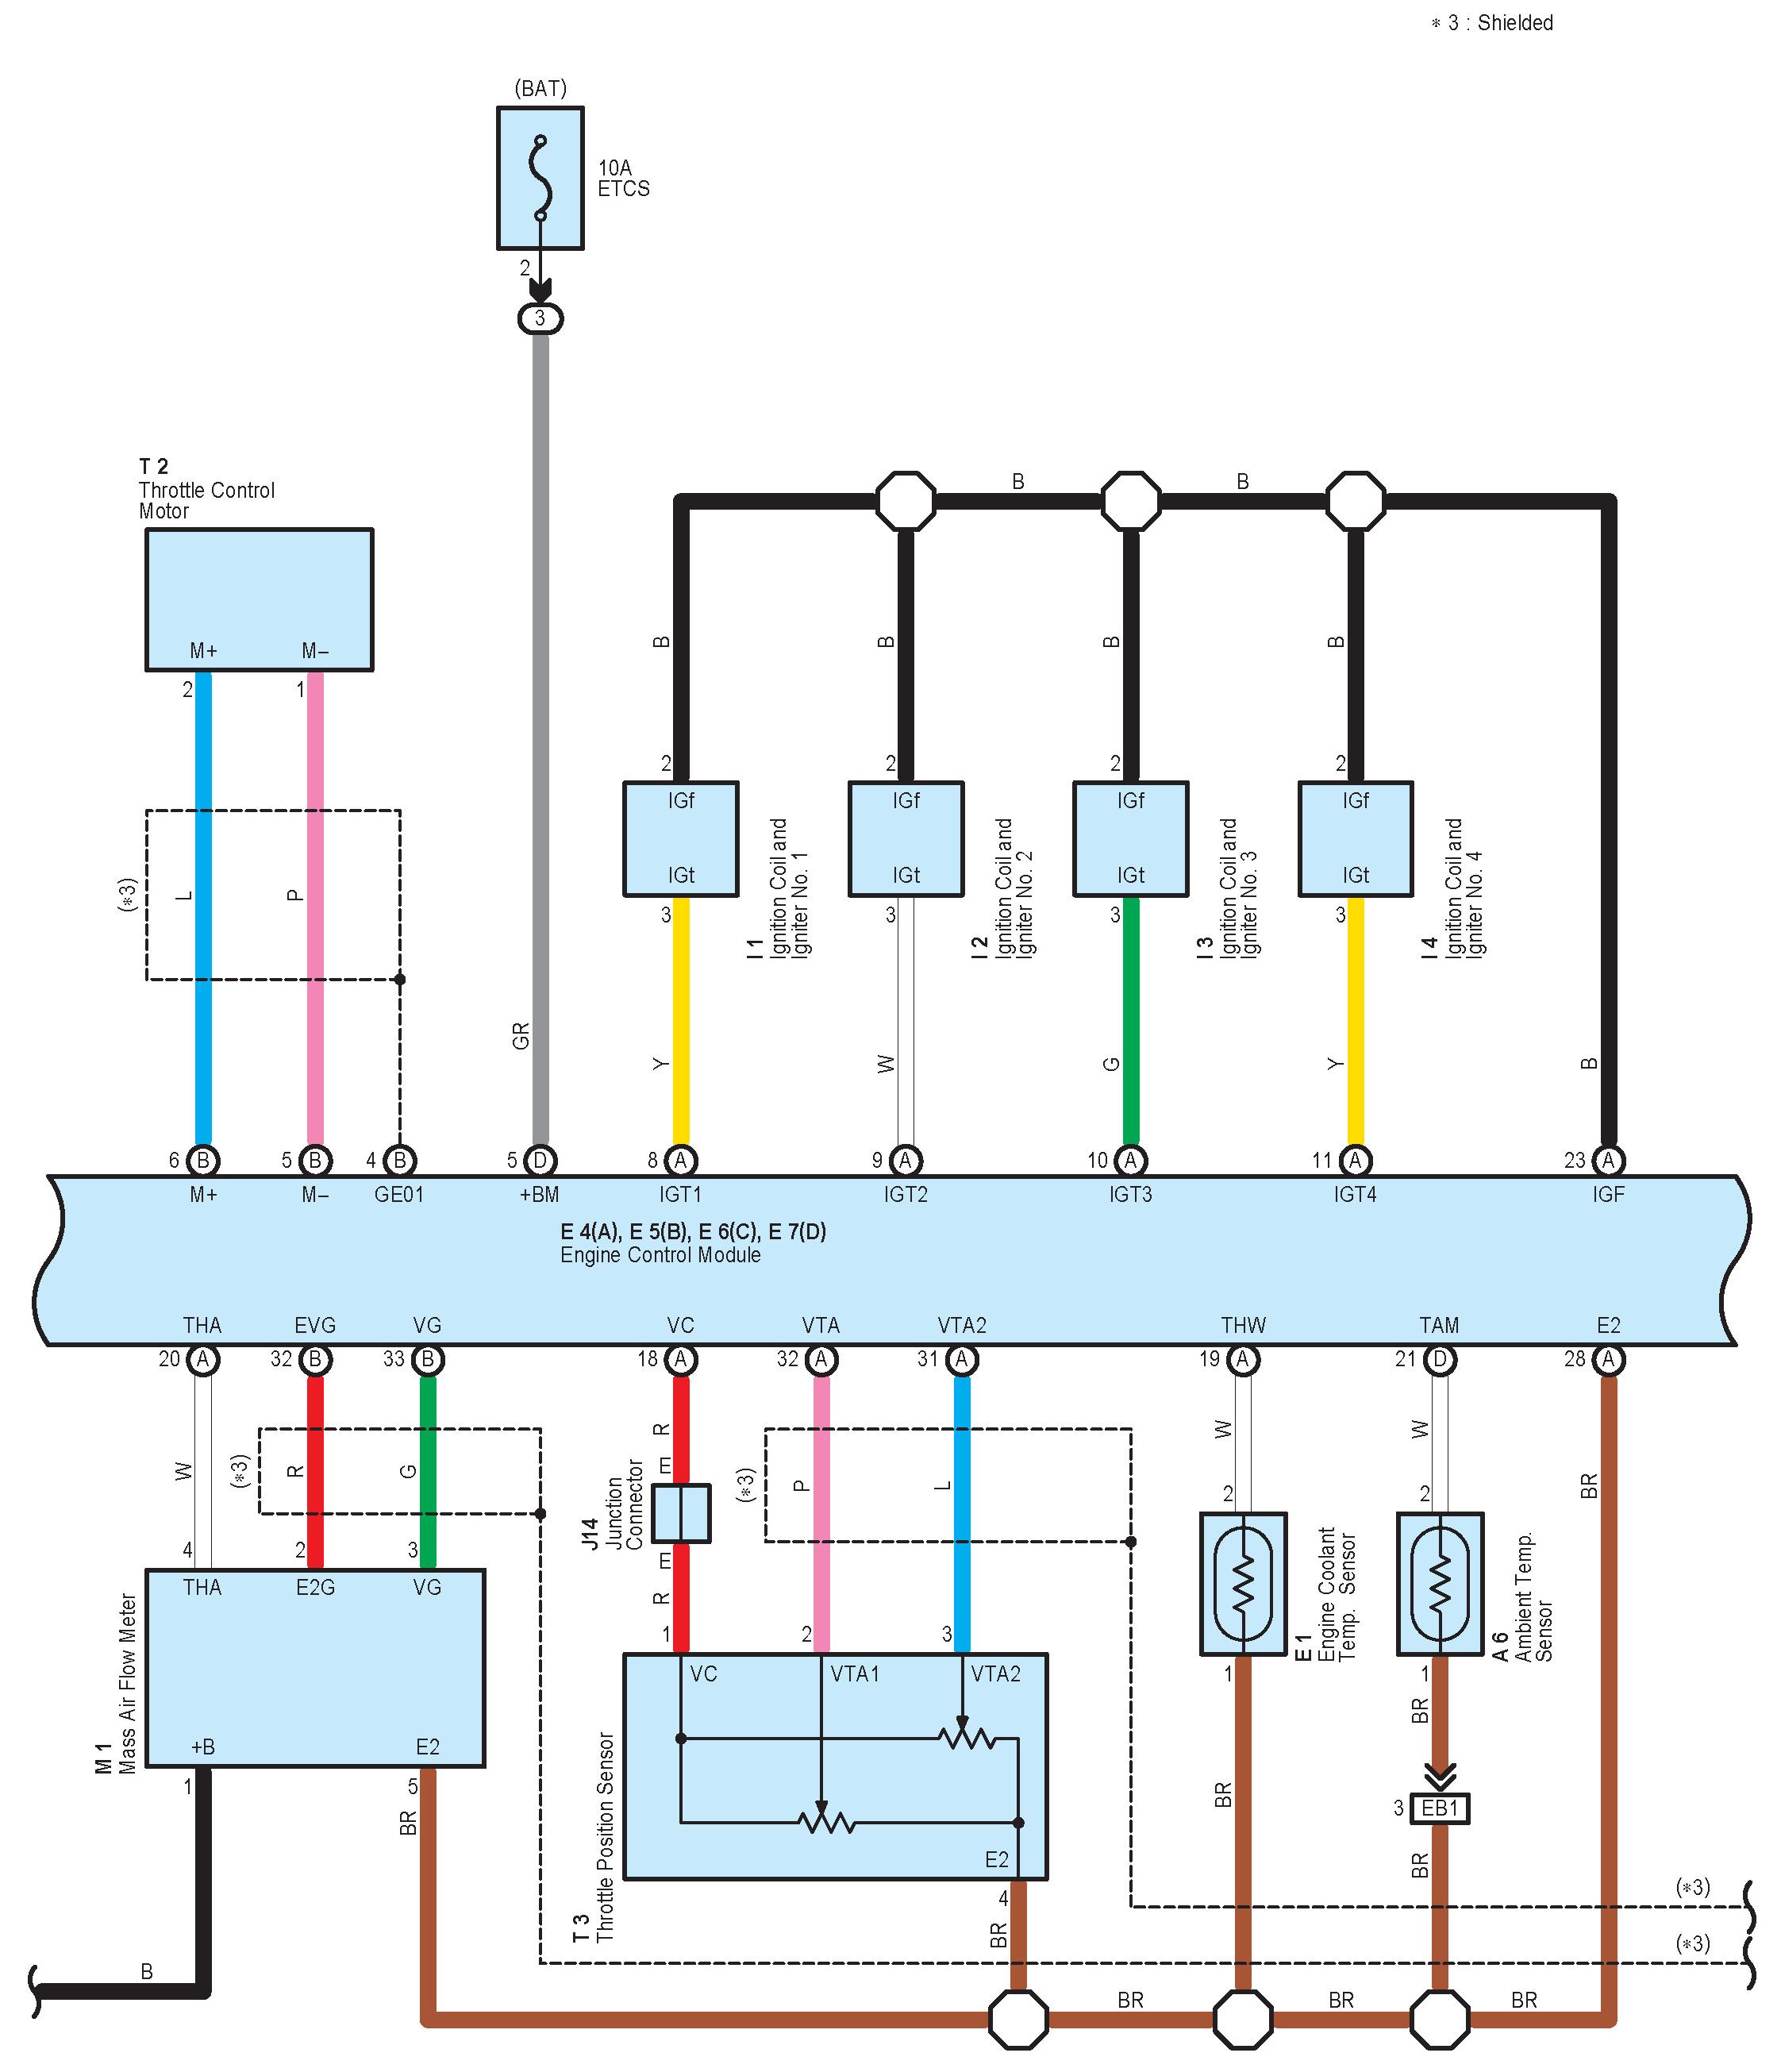 * 3 : Shielded
(BAT)
10A
ETCS
2
3
T 2
Throttle Control
Motor
M+
M–
2
1
(*3)
L
P
GR
B
B
B
B
B
B
2
2
2
2
IGf
IGf
IGf
IGf
IGt
IGt
IGt
IGt
3
3
3
3
I 1
Ignition Coil and
Igniter No. 1
I 2
Ignition Coil and
Igniter No. 2
I 3
Ignition Coil and
Igniter No. 3
I 4
Ignition Coil and
Igniter No. 4
Y
W
G
Y
B
6 B
5 B
4 B
5 D
8 A
9 A
10 A
11 A
23 A
M+
M–
GE01
+BM
IGT1
IGT2
IGT3
IGT4
IGF
E 4(A), E 5(B), E 6(C), E 7(D)
Engine Control Module
THA
EVG
VG
VC
VTA
VTA2
THW
TAM
E2
20 A
32 B
33 B
18 A
32 A
31 A
19 A
21 D
28 A
W
(*3)
R
G
R
E
J14
Junction
Connector
E
R
(*3)
P
L
W
W
BR
4
2
3
1
2
3
2
2
THA
E2G
VG
+B
E2
M 1
Mass Air Flow Meter
1
5
BR
B
VC
VTA1
VTA2
E2
T 3
Throttle Position Sensor
4
BR
E 1
Engine Coolant
Temp. Sensor
1
BR
A 6
Ambient Temp.
Sensor
1
BR
3 EB1
BR
(*3)
(*3)
BR
BR
BR